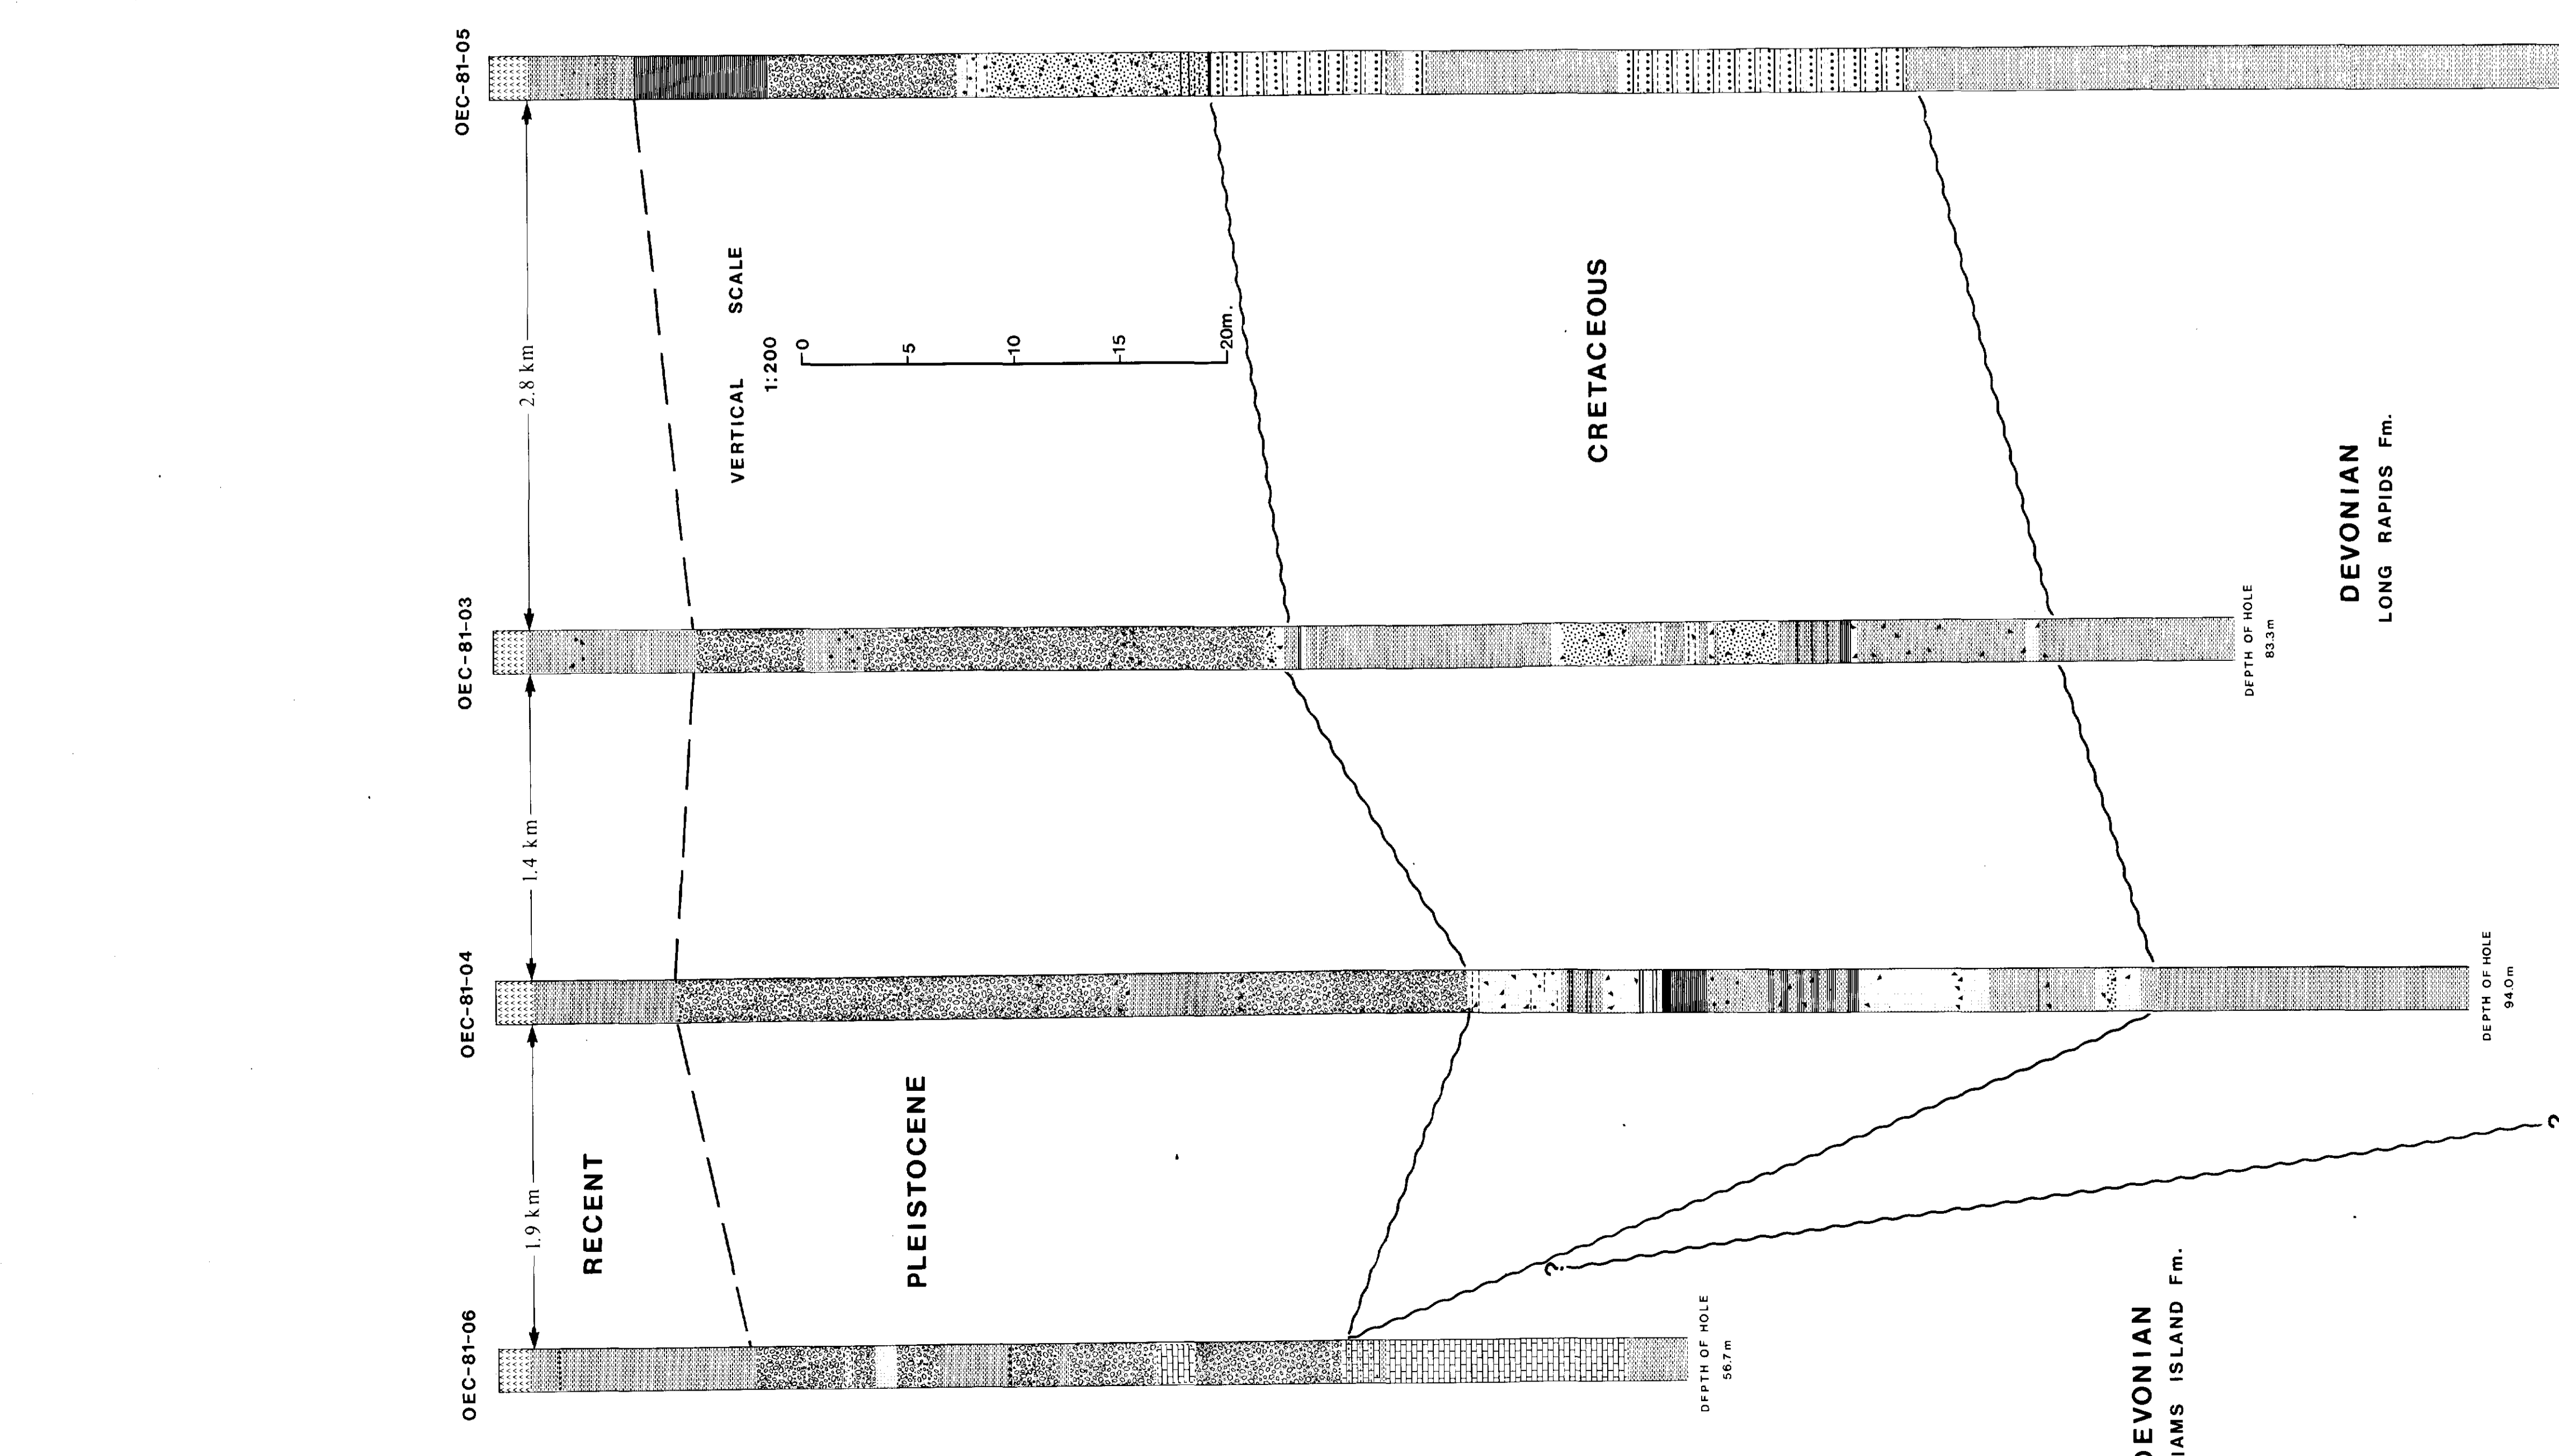 OEC-81-06
OEC-81-04
OEC-81-03
OEC-81-05
1.9 km
1.4 km
2.8 km
RECENT
VERTICAL SCALE
1:200
0
5
10
15
20m.
PLEISTOCENE
CRETACEOUS
?
?
DEPTH OF HOLE
56.7m
DEPTH OF HOLE
94.0m
DEPTH OF HOLE
83.3m
DEVONIAN
LONG RAPIDS Fm.
DEVONIAN
IAMS ISLAND Fm.